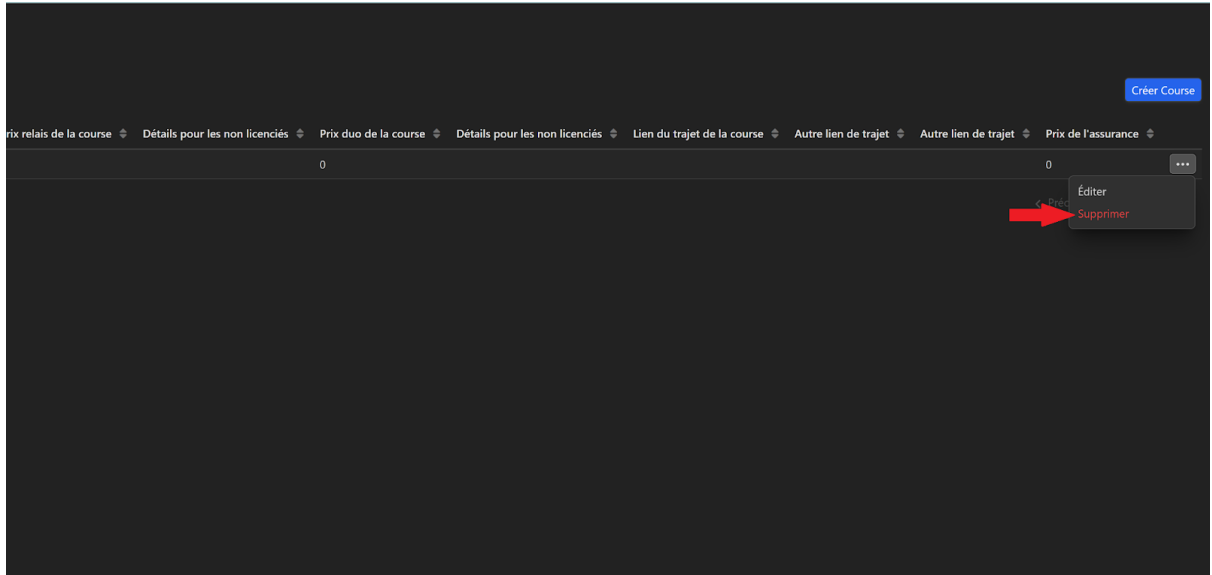 Créer Course
rix relais de la course Détails pour les non licenciés Prix duo de la course Détails pour les non licenciés Lien du trajet de la course Autre lien de trajet Autre lien de trajet Prix de l'assurance
0 0 ...
Éditer
< Préc
Supprimer